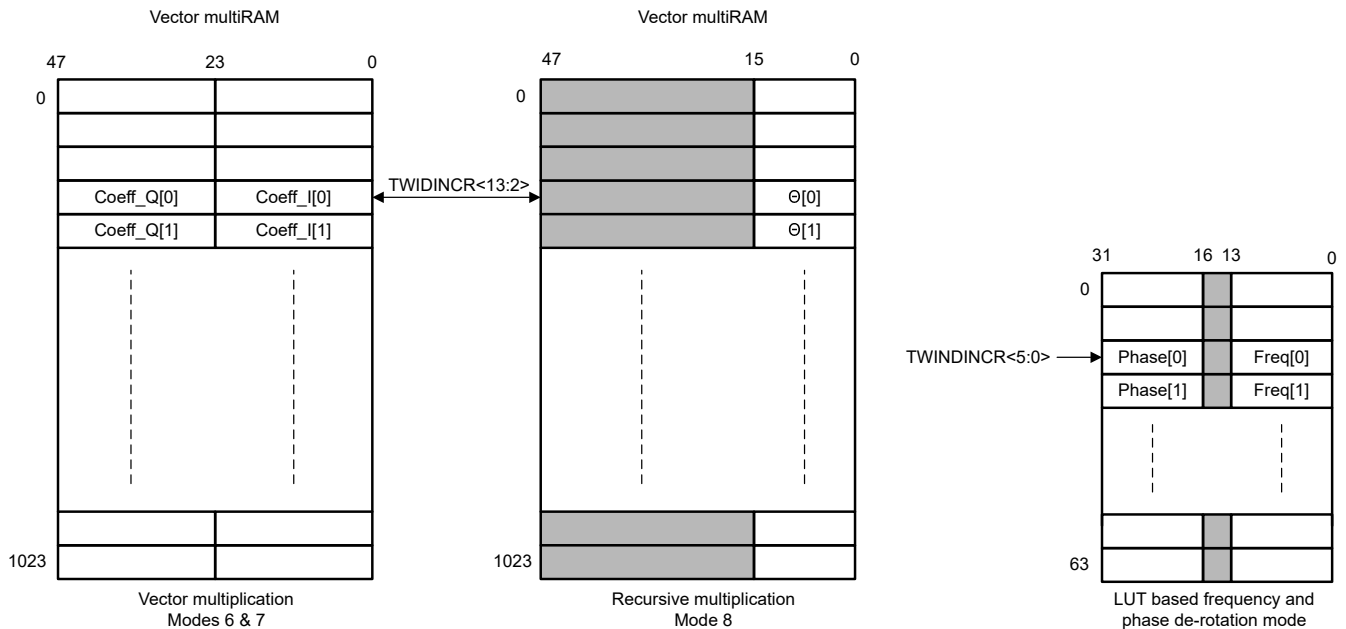 Vector multiRAM
Vector multiRAM
47 23 0
47 15 0
0
0
TWIDINCR<13:2>
Coeff_Q[0] Coeff_I[0]
Θ[0]
Coeff_Q[1] Coeff_I[1]
Θ[1]
31 16 13 0
0
TWINDINCR<5:0>
Phase[0] Freq[0]
Phase[1] Freq[1]
1023
1023
63
Vector multiplication
Modes 6 & 7
Recursive multiplication
Mode 8
LUT based frequency and
phase de-rotation mode